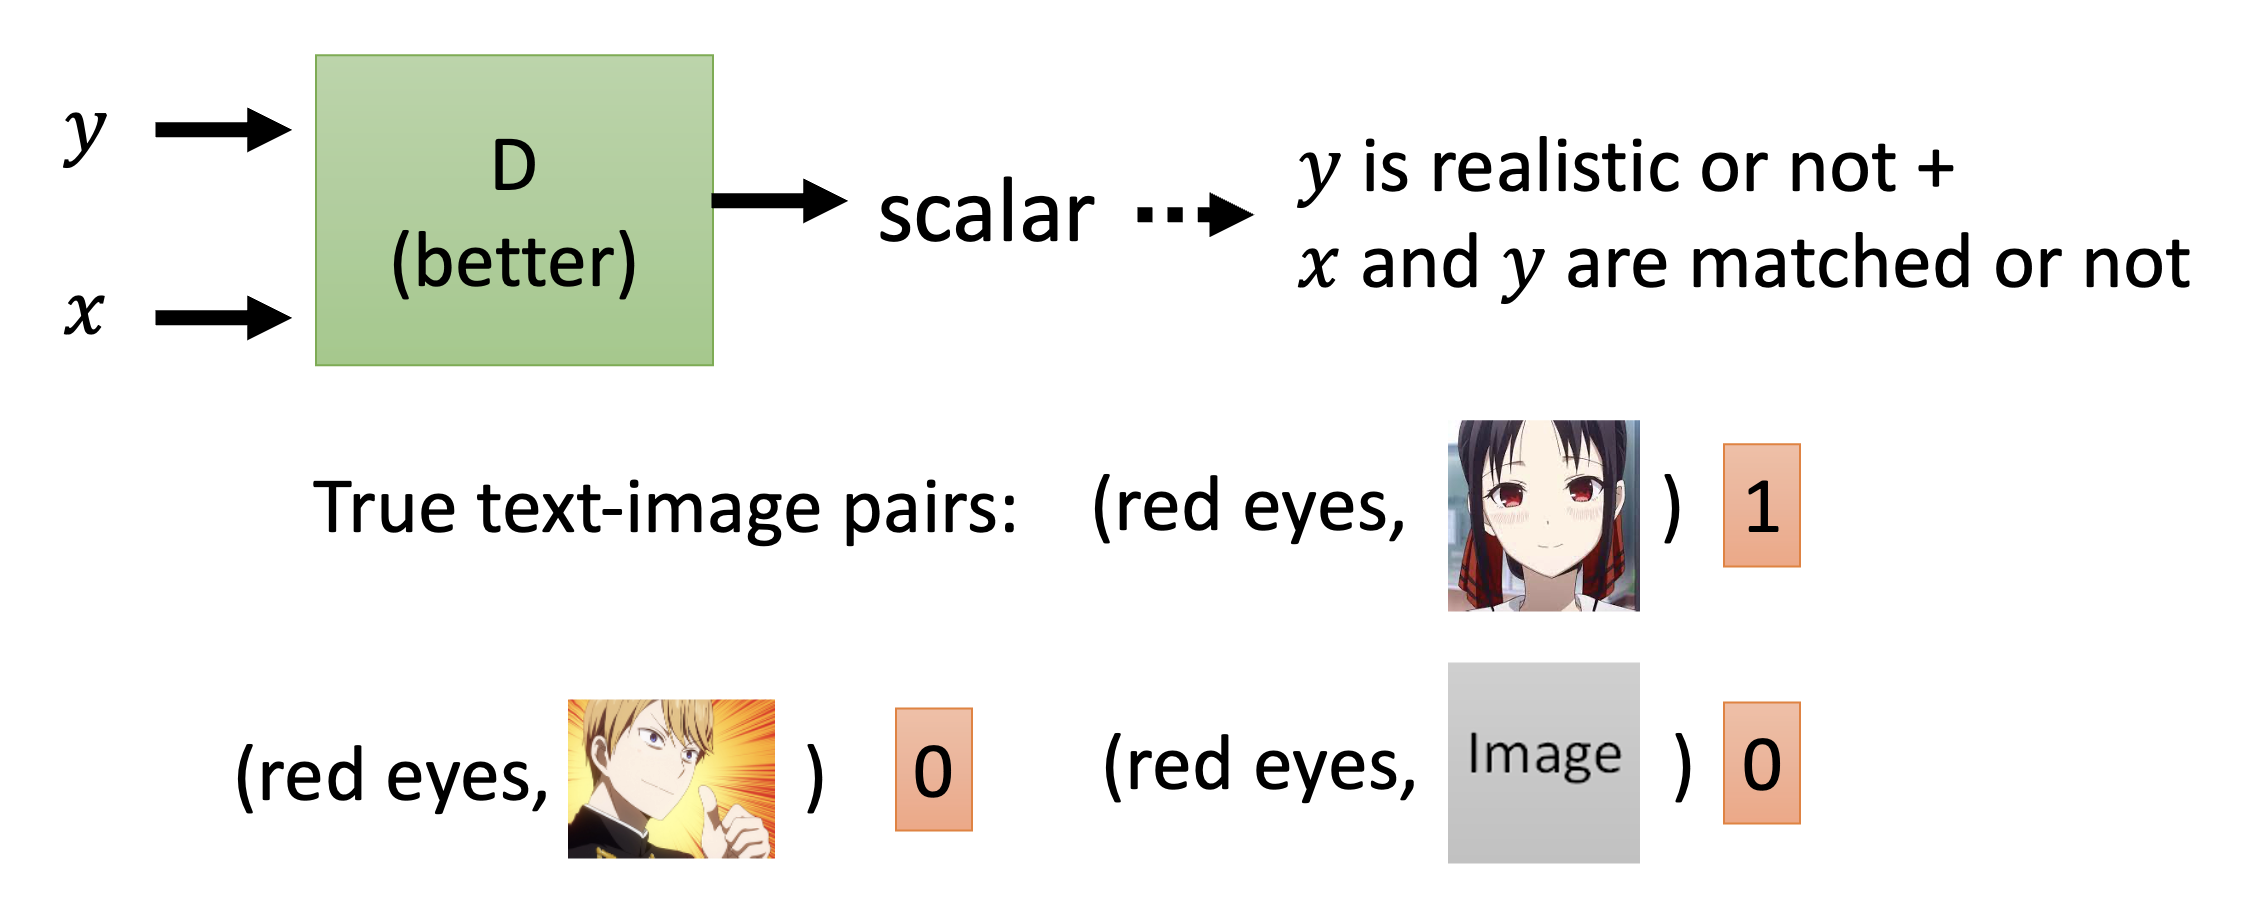 y
D
(better)
x
scalar
y is realistic or not +
x and y are matched or not
True text-image pairs:
(red eyes, ) 1
(red eyes, ) 0
(red eyes, Image ) 0